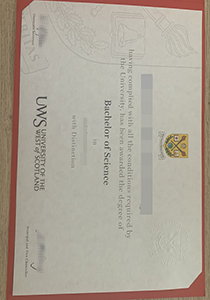 having complied with all the conditions required by
the University, has been awarded the degree of
Bachelor of Science
in
with Distinction
UWS UNIVERSITY OF THE
WEST of SCOTLAND